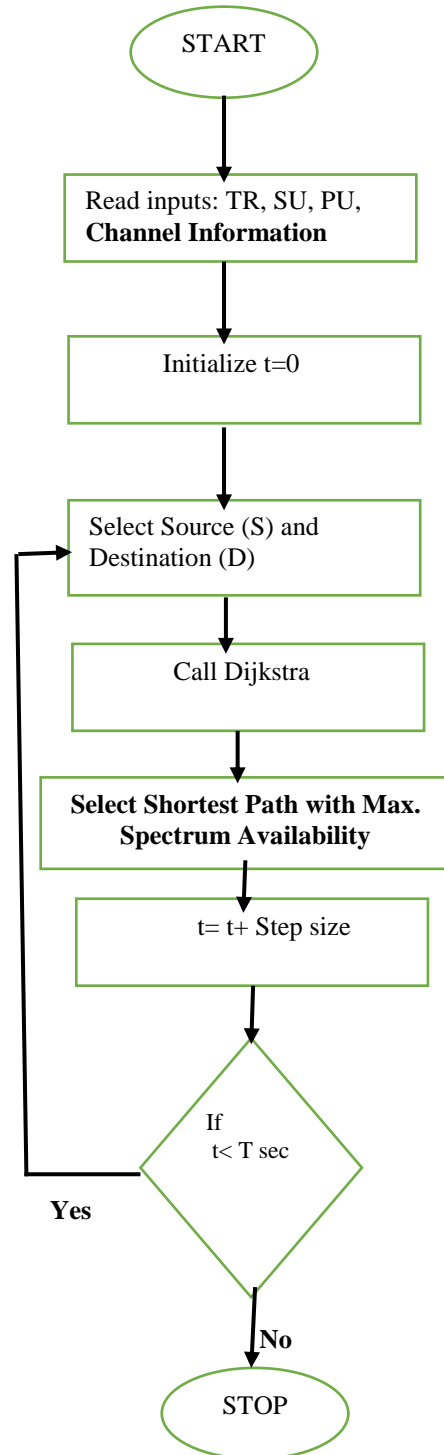 START
Read inputs: TR, SU, PU,
Channel Information
Initialize t=0
Select Source (S) and
Destination (D)
Call Dijkstra
Select Shortest Path with Max.
Spectrum Availability
t= t+ Step size
If
t< T sec
Yes
No
STOP